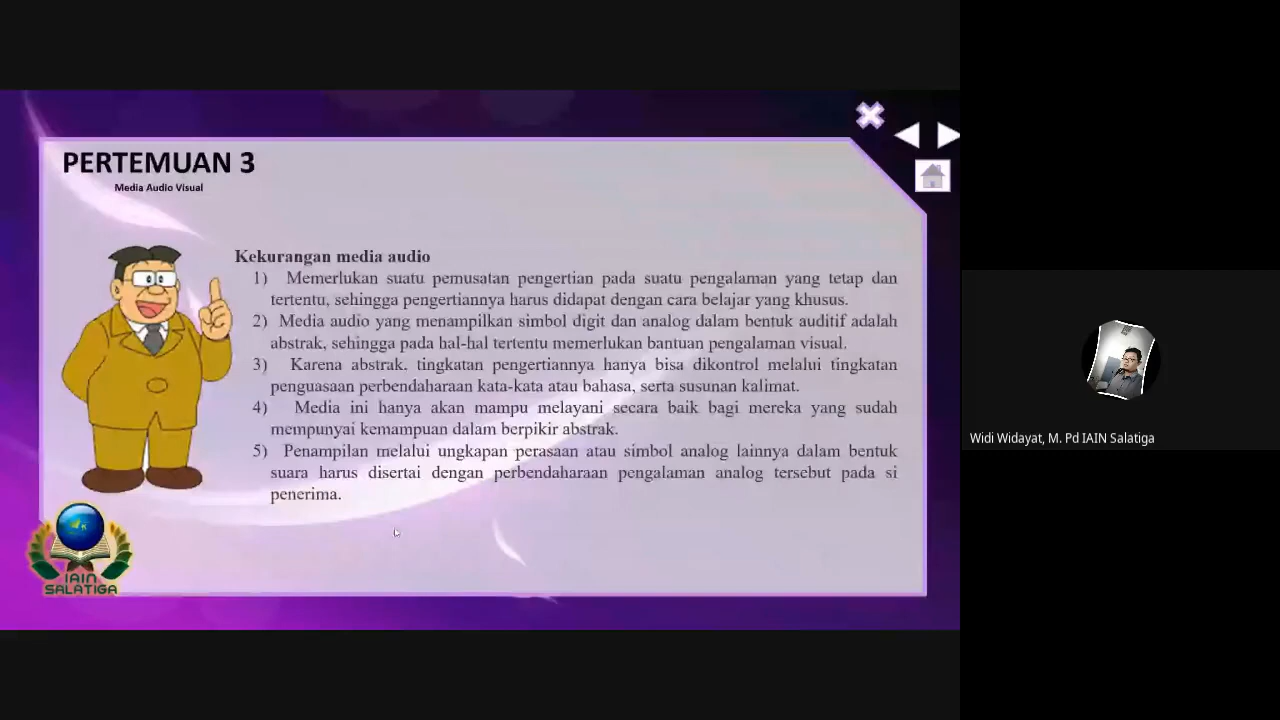 PERTEMUAN 3
Media Audio Visual
Kekurangan media audio
1) Memerlukan suatu pemusatan pengertian pada suatu pengalaman yang tetap dan
tertentu, sehingga pengertiannya harus didapat dengan cara belajar yang khusus.
2) Media audio yang menampilkan simbol digit dan analog dalam bentuk auditif adalah
abstrak, sehingga pada hal-hal tertentu memerlukan bantuan pengalaman visual.
3) Karena abstrak, tingkatan pengertiannya hanya bisa dikontrol melalui tingkatan
penguasaan perbendaharaan kata-kata atau bahasa, serta susunan kalimat.
4) Media ini hanya akan mampu melayani secara baik bagi mereka yang sudah
mempunyai kemampuan dalam berpikir abstrak.
5) Penampilan melalui ungkapan perasaan atau simbol analog lainnya dalam bentuk
suara harus disertai dengan perbendaharaan pengalaman analog tersebut pada si
penerima.
IAIN
SALATIGA
Widi Widayat, M. Pd IAIN Salatiga